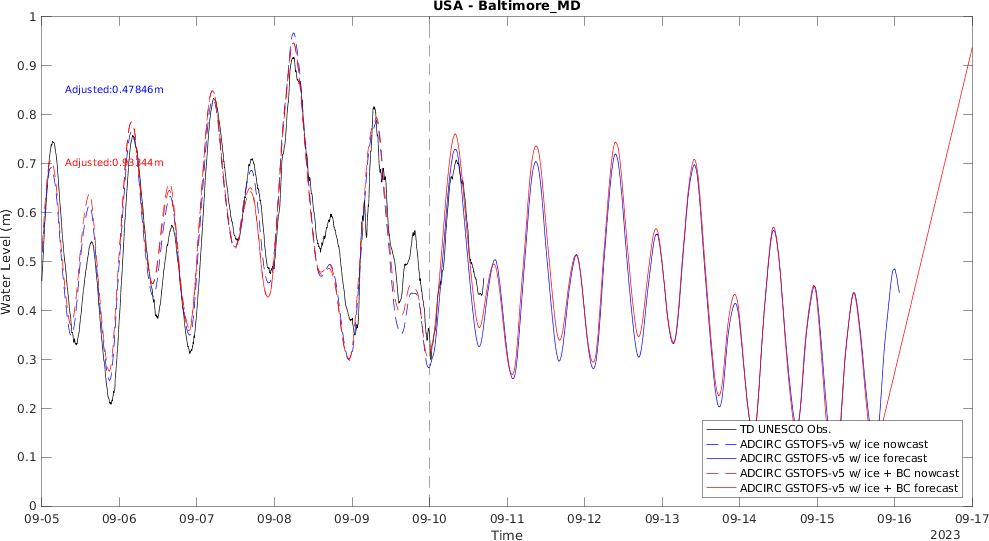 USA - Baltimore_MD
1
0.9
0.8
0.7
0.6
0.5
0.4
0.3
0.2
0.1
0
Water Level (m)
Adjusted:0.47846m
Adjusted:0.93344m
TD UNESCO Obs.
ADCIRC GSTOFS-v5 w/ ice nowcast
ADCIRC GSTOFS-v5 w/ ice forecast
ADCIRC GSTOFS-v5 w/ ice + BC nowcast
ADCIRC GSTOFS-v5 w/ ice + BC forecast
09-05 09-06 09-07 09-08 09-09 09-10 09-11 09-12 09-13 09-14 09-15 09-16 09-17
Time
2023